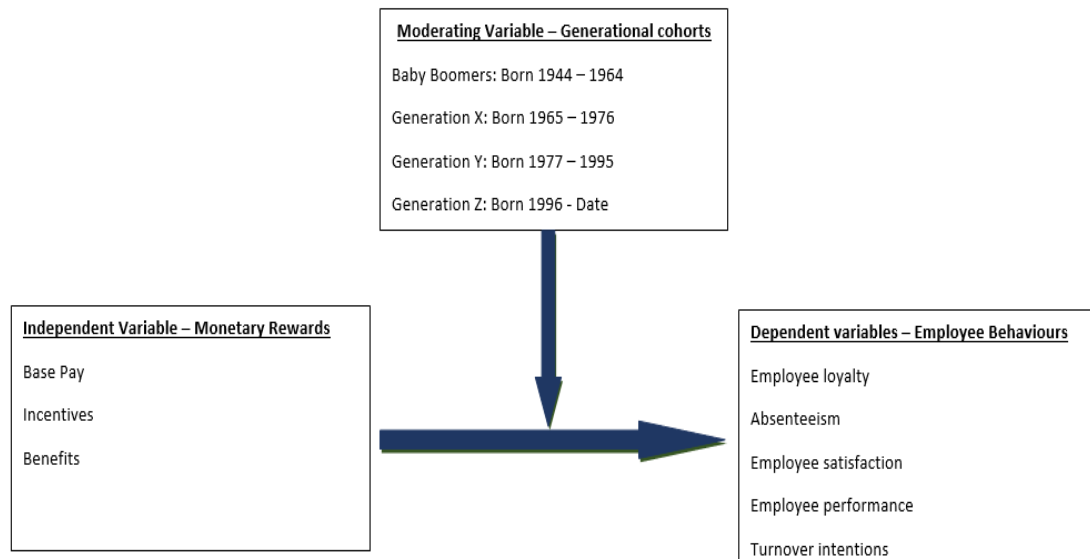 Moderating Variable – Generational cohorts
Baby Boomers: Born 1944 – 1964
Generation X: Born 1965 – 1976
Generation Y: Born 1977 – 1995
Generation Z: Born 1996 - Date
Independent Variable – Monetary Rewards
Base Pay
Incentives
Benefits
Dependent variables – Employee Behaviours
Employee loyalty
Absenteeism
Employee satisfaction
Employee performance
Turnover intentions